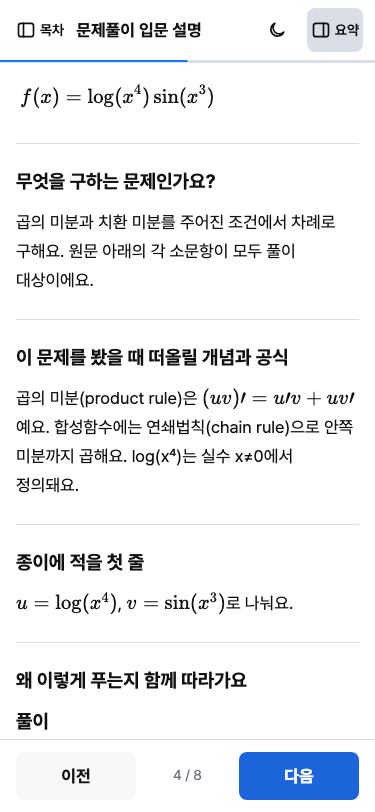 목차 문제풀이 입문 설명 요약
f(x) = log(x⁴) sin(x³)
무엇을 구하는 문제인가요?
곱의 미분과 치환 미분를 주어진 조건에서 차례로
구해요. 원문 아래의 각 소문항이 모두 풀이
대상이에요.
이 문제를 봤을 때 떠올릴 개념과 공식
곱의 미분(product rule)은 (uv)′ = u′v + uv′
예요. 합성함수에는 연쇄법칙(chain rule)으로 안쪽
미분까지 곱해요. log(x⁴)는 실수 x≠0에서
정의돼요.
종이에 적을 첫 줄
u = log(x⁴), v = sin(x³)로 나눠요.
왜 이렇게 푸는지 함께 따라가요
풀이
이전 4 / 8 다음